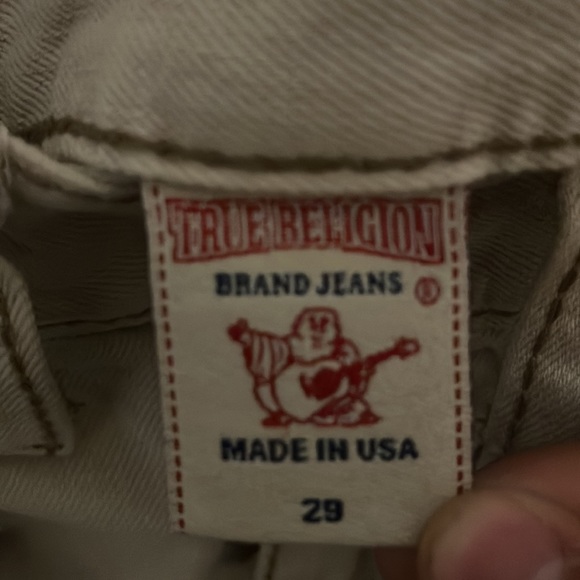 TRUE RELIGION
BRAND JEANS ®
MADE IN USA
29